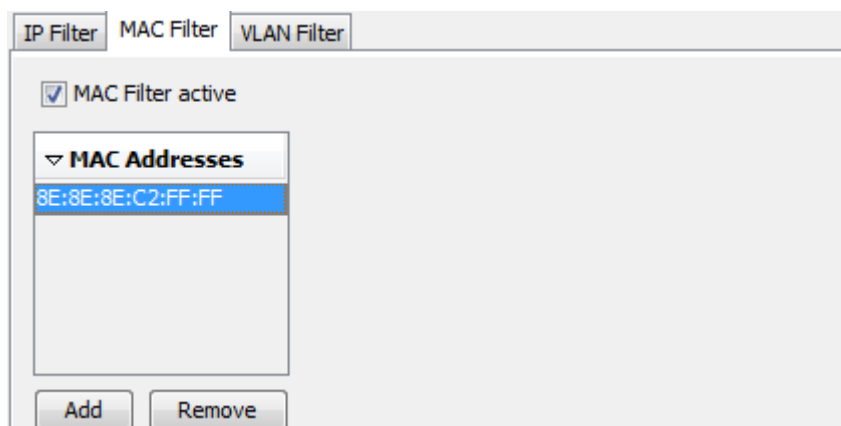 IP Filter MAC Filter VLAN Filter
MAC Filter active
MAC Addresses
8E:8E:8E:C2:FF:FF
Add Remove